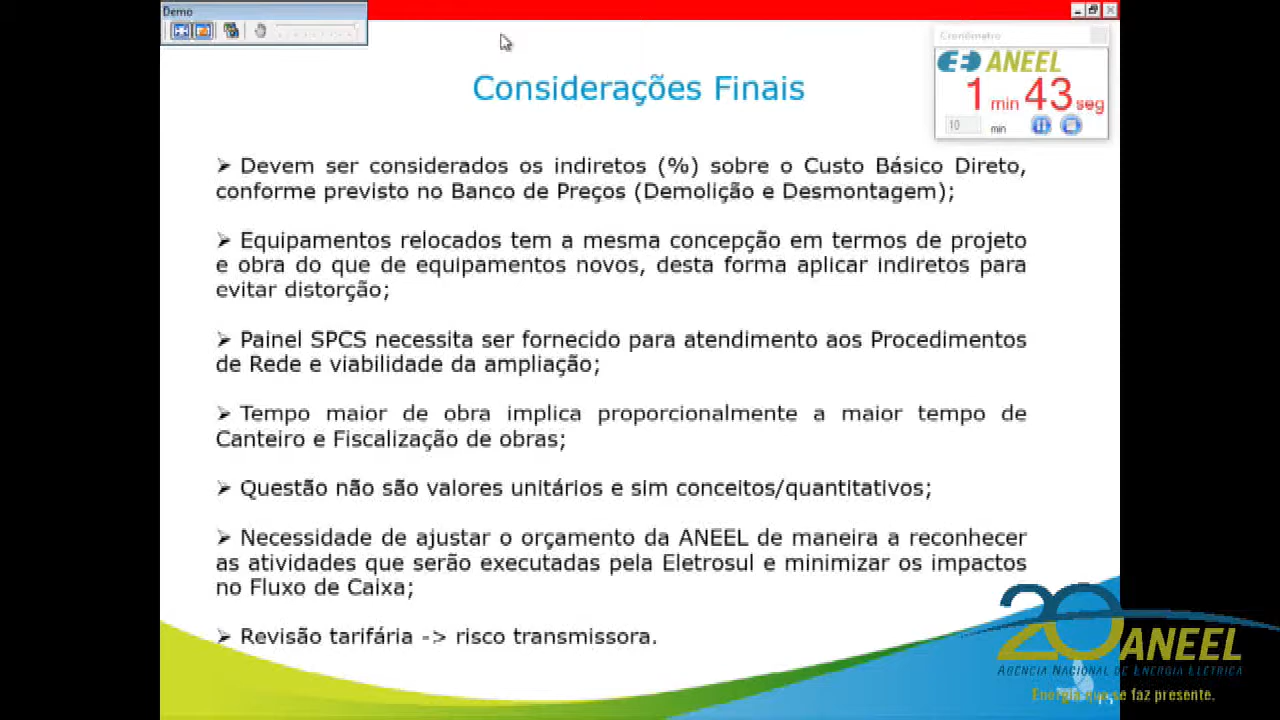 Demo
Cronômetro
ANEEL
1 min 43 seg
10 min
Considerações Finais
➢ Devem ser considerados os indiretos (%) sobre o Custo Básico Direto,
conforme previsto no Banco de Preços (Demolição e Desmontagem);
➢ Equipamentos relocados tem a mesma concepção em termos de projeto
e obra do que de equipamentos novos, desta forma aplicar indiretos para
evitar distorção;
➢ Painel SPCS necessita ser fornecido para atendimento aos Procedimentos
de Rede e viabilidade da ampliação;
➢ Tempo maior de obra implica proporcionalmente a maior tempo de
Canteiro e Fiscalização de obras;
➢ Questão não são valores unitários e sim conceitos/quantitativos;
➢ Necessidade de ajustar o orçamento da ANEEL de maneira a reconhecer
as atividades que serão executadas pela Eletrosul e minimizar os impactos
no Fluxo de Caixa;
➢ Revisão tarifária -> risco transmissora.
20 ANEEL
AGÊNCIA NACIONAL DE ENERGIA ELÉTRICA
Energia que se faz presente.